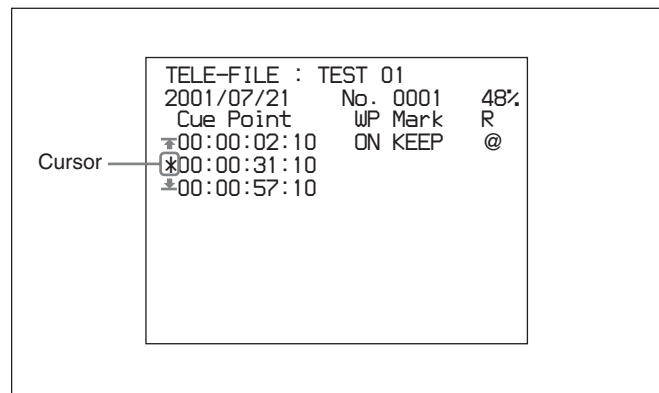 TELE-FILE : TEST 01
2001/07/21 No. 0001 48%
Cue Point WP Mark R
00:00:02:10 ON KEEP @
Cursor *00:00:31:10
00:00:57:10